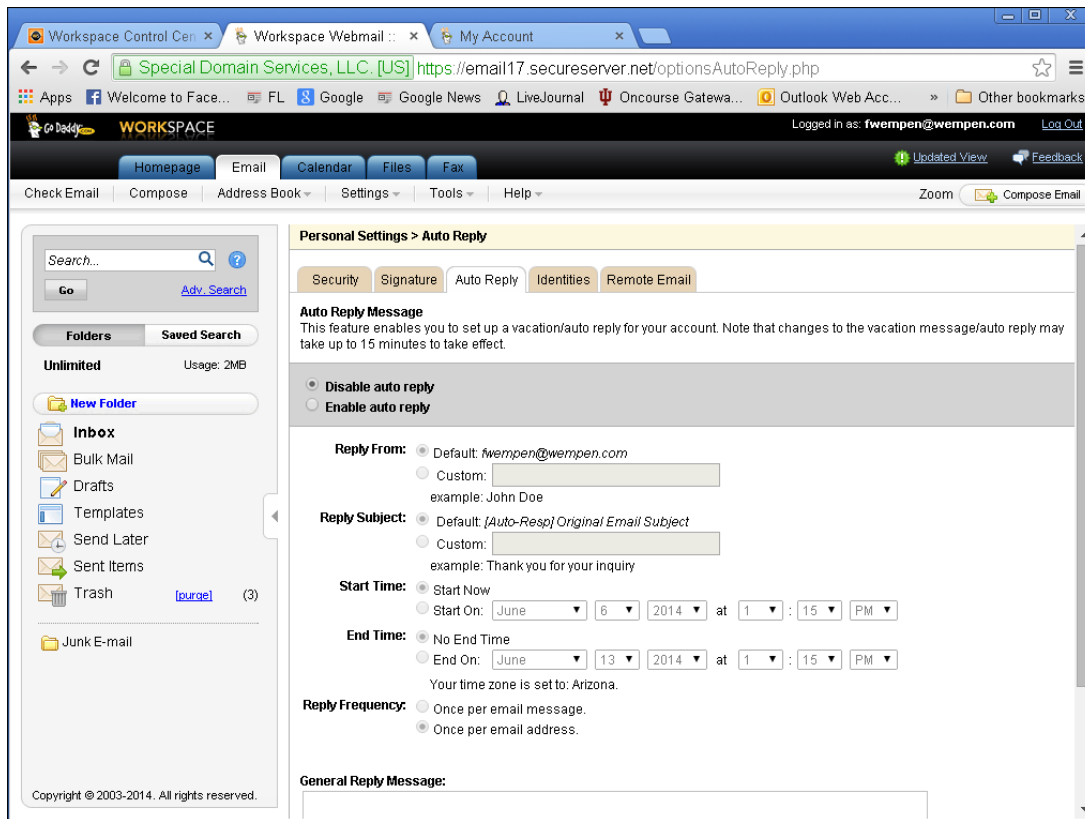 Workspace Control Cen × Workspace Webmail :: × My Account ×
Special Domain Services, LLC. [US] https://email17.secureserver.net/optionsAutoReply.php
Apps Welcome to Face... FL Google Google News LiveJournal Oncourse Gatewa... Outlook Web Acc... » Other bookmarks
Go Daddy.com WORKSPACE Logged in as: fwempen@wempen.com Log Out
Homepage Email Calendar Files Fax Updated View Feedback
Check Email Compose Address Book Settings Tools Help Zoom Compose Email
Search...
Go Adv. Search
Folders Saved Search
Unlimited Usage: 2MB
New Folder
Inbox
Bulk Mail
Drafts
Templates
Send Later
Sent Items
Trash [purge] (3)
Junk E-mail
Copyright © 2003-2014. All rights reserved.
Personal Settings > Auto Reply
Security Signature Auto Reply Identities Remote Email
Auto Reply Message
This feature enables you to set up a vacation/auto reply for your account. Note that changes to the vacation message/auto reply may
take up to 15 minutes to take effect.
Disable auto reply
Enable auto reply
Reply From: Default: fwempen@wempen.com
Custom:
example: John Doe
Reply Subject: Default: [Auto-Resp] Original Email Subject
Custom:
example: Thank you for your inquiry
Start Time: Start Now
Start On: June 6 2014 at 1 : 15 PM
End Time: No End Time
End On: June 13 2014 at 1 : 15 PM
Your time zone is set to: Arizona.
Reply Frequency: Once per email message.
Once per email address.
General Reply Message: